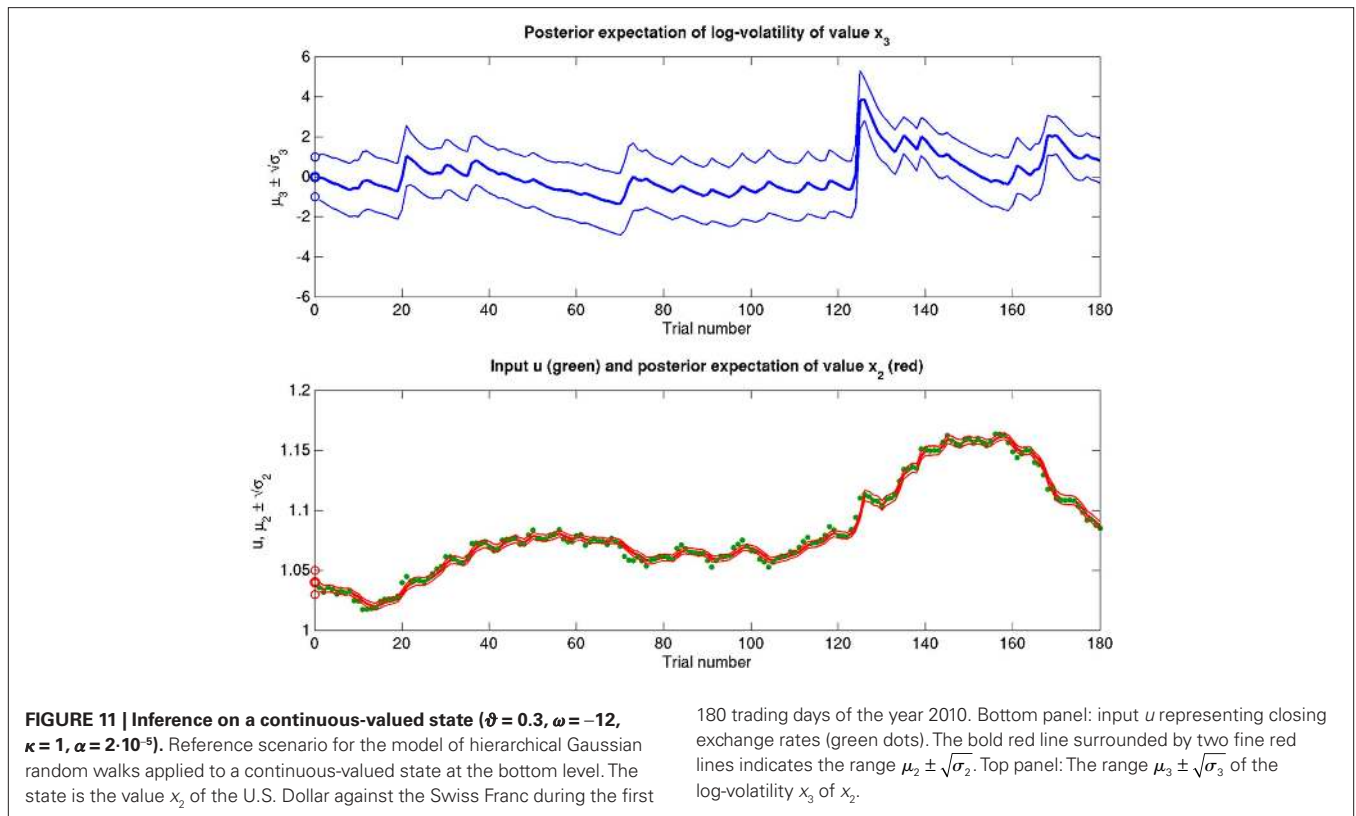 Posterior expectation of log-volatility of value x₃
6
4
2
0
-2
-4
-6
μ₃ ± √σ₃
0 20 40 60 80 100 120 140 160 180
Trial number
Input u (green) and posterior expectation of value x₂ (red)
1.2
1.15
1.1
1.05
1
u, μ₂ ± √σ₂
0 20 40 60 80 100 120 140 160 180
Trial number
FIGURE 11 | Inference on a continuous-valued state (ϑ = 0.3, ω = −12,
κ = 1, α = 2·10⁻⁵). Reference scenario for the model of hierarchical Gaussian
random walks applied to a continuous-valued state at the bottom level. The
state is the value x₂ of the U.S. Dollar against the Swiss Franc during the first
180 trading days of the year 2010. Bottom panel: input u representing closing
exchange rates (green dots). The bold red line surrounded by two fine red
lines indicates the range μ₂ ± √σ₂. Top panel: The range μ₃ ± √σ₃ of the
log-volatility x₃ of x₂.